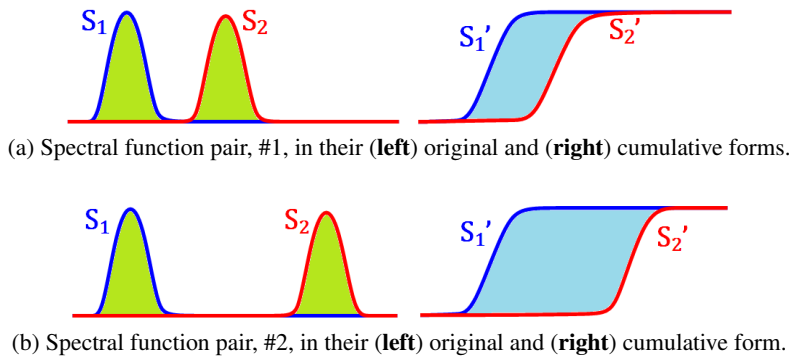 S₁ S₂ S₁' S₂'
(a) Spectral function pair, #1, in their (left) original and (right) cumulative forms.
S₁ S₂ S₁' S₂'
(b) Spectral function pair, #2, in their (left) original and (right) cumulative form.